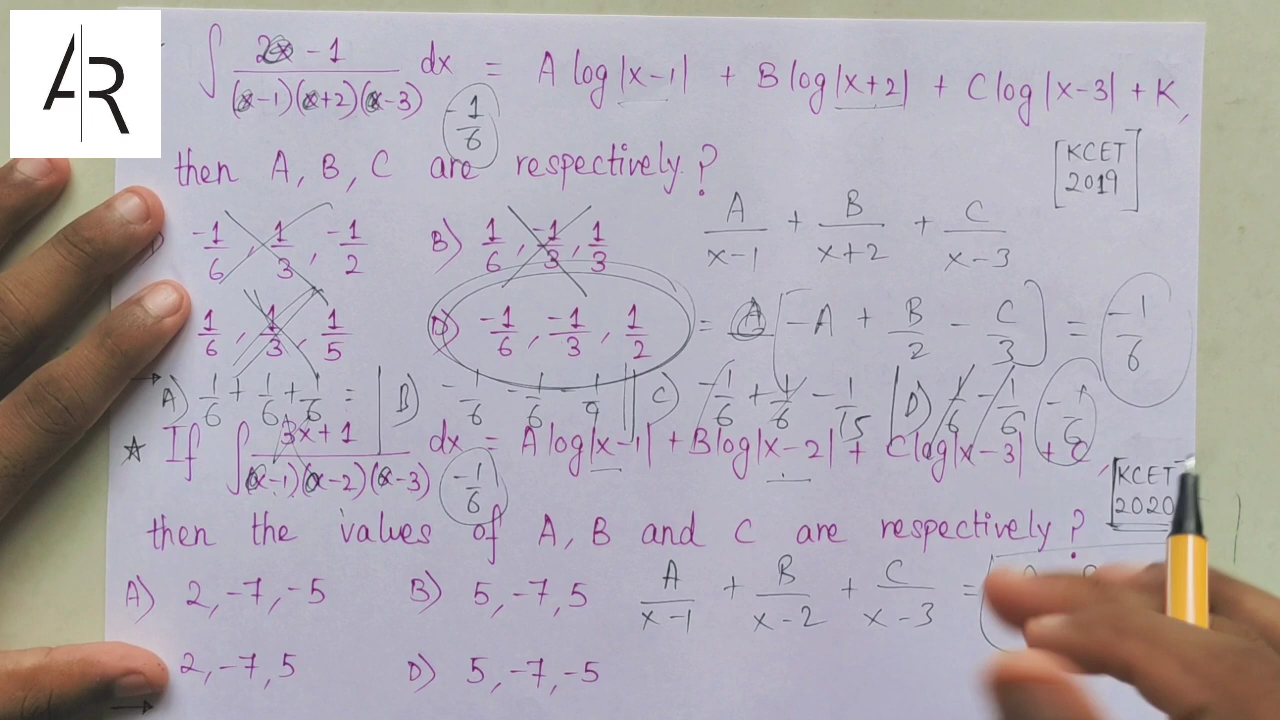 AR
∫ 2x - 1 / (x-1)(x+2)(x-3) dx = A log|x-1| + B log|x+2| + C log|x-3| + K,
-1/6
then A, B, C are respectively?
[KCET 2019]
-1/6, 1/3, -1/2 B) 1/6, -1/3, 1/3
A/x-1 + B/x+2 + C/x-3
1/6, 1/3, 1/5 D) -1/6, -1/3, 1/2
= [-A + B/2 - C/3] = -1/6
A) 1/6 + 1/6 + 1/6 = | B) -1/6 - 1/6 - 1/9 || C) -1/6 + 1/6 - 1/15 | D) 1/6 - 1/6 -1/6
★ If ∫ 3x+1 / (x-1)(x-2)(x-3) dx = A log|x-1| + B log|x-2| + C log|x-3| +
-1/6
[KCET 2020
then the values of A, B and C are respectively?
A) 2, -7, -5 B) 5, -7, 5
A/x-1 + B/x-2 + C/x-3 =
2, -7, 5 D) 5, -7, -5